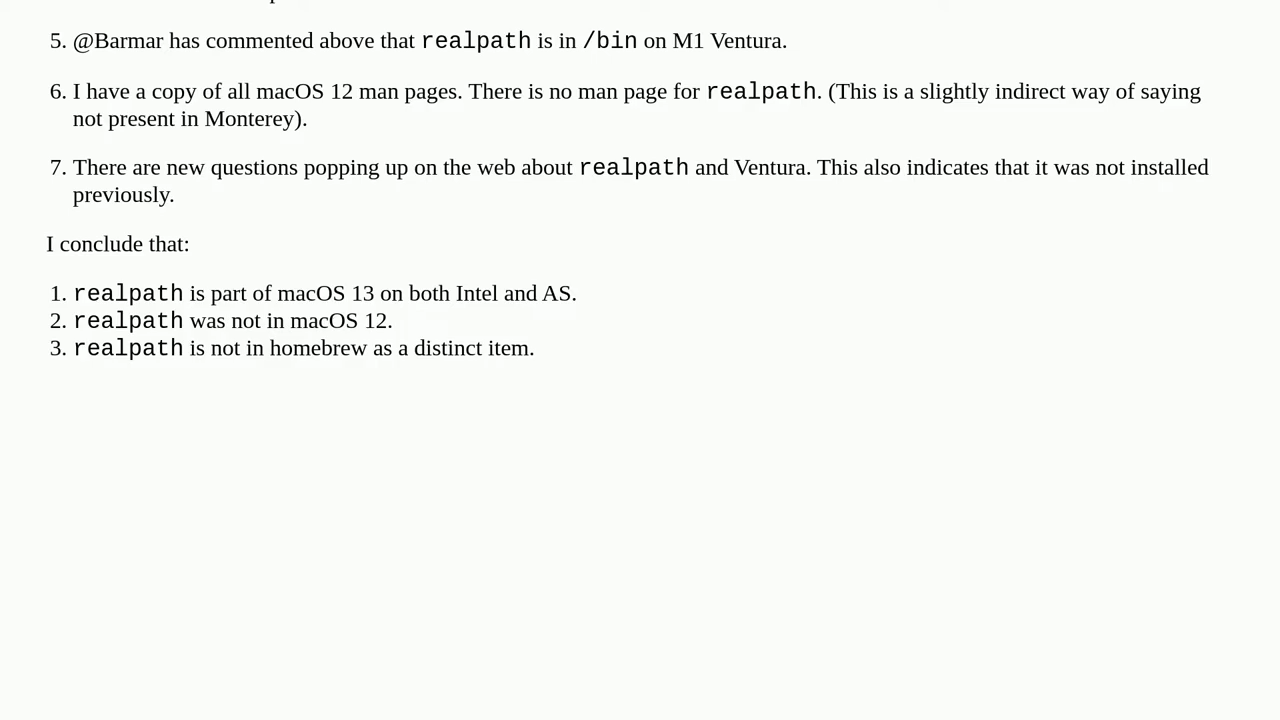 5. @Barmar has commented above that realpath is in /bin on M1 Ventura.
6. I have a copy of all macOS 12 man pages. There is no man page for realpath. (This is a slightly indirect way of saying
not present in Monterey).
7. There are new questions popping up on the web about realpath and Ventura. This also indicates that it was not installed
previously.
I conclude that:
1. realpath is part of macOS 13 on both Intel and AS.
2. realpath was not in macOS 12.
3. realpath is not in homebrew as a distinct item.